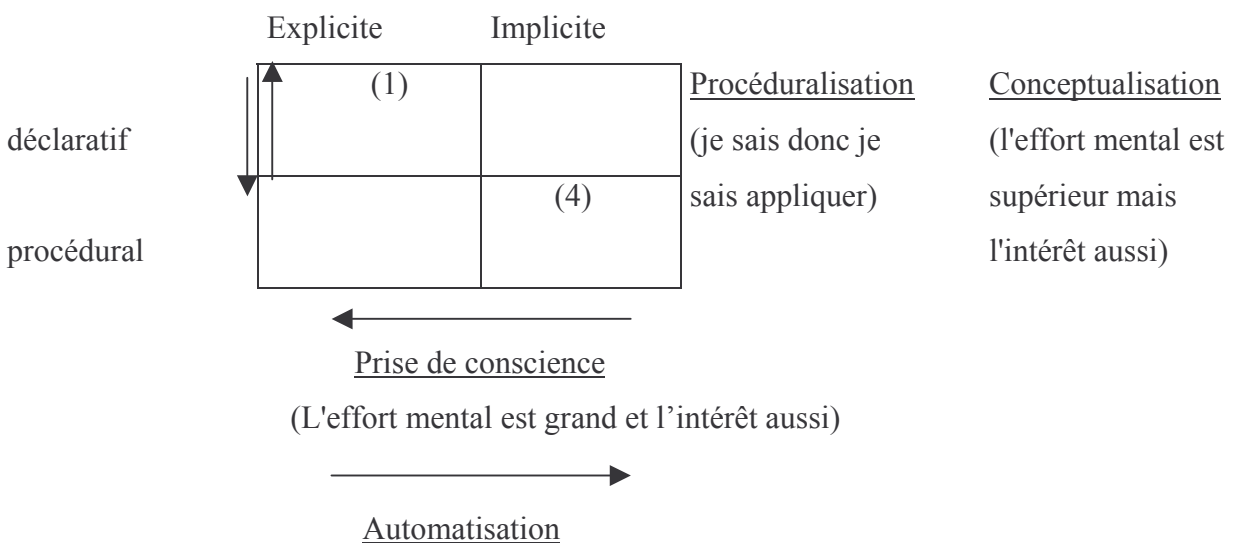 Explicite Implicite
(1) Procéduralisation Conceptualisation
déclaratif (je sais donc je (l'effort mental est
(4) sais appliquer) supérieur mais
procédural l'intérêt aussi)
Prise de conscience
(L'effort mental est grand et l’intérêt aussi)
Automatisation